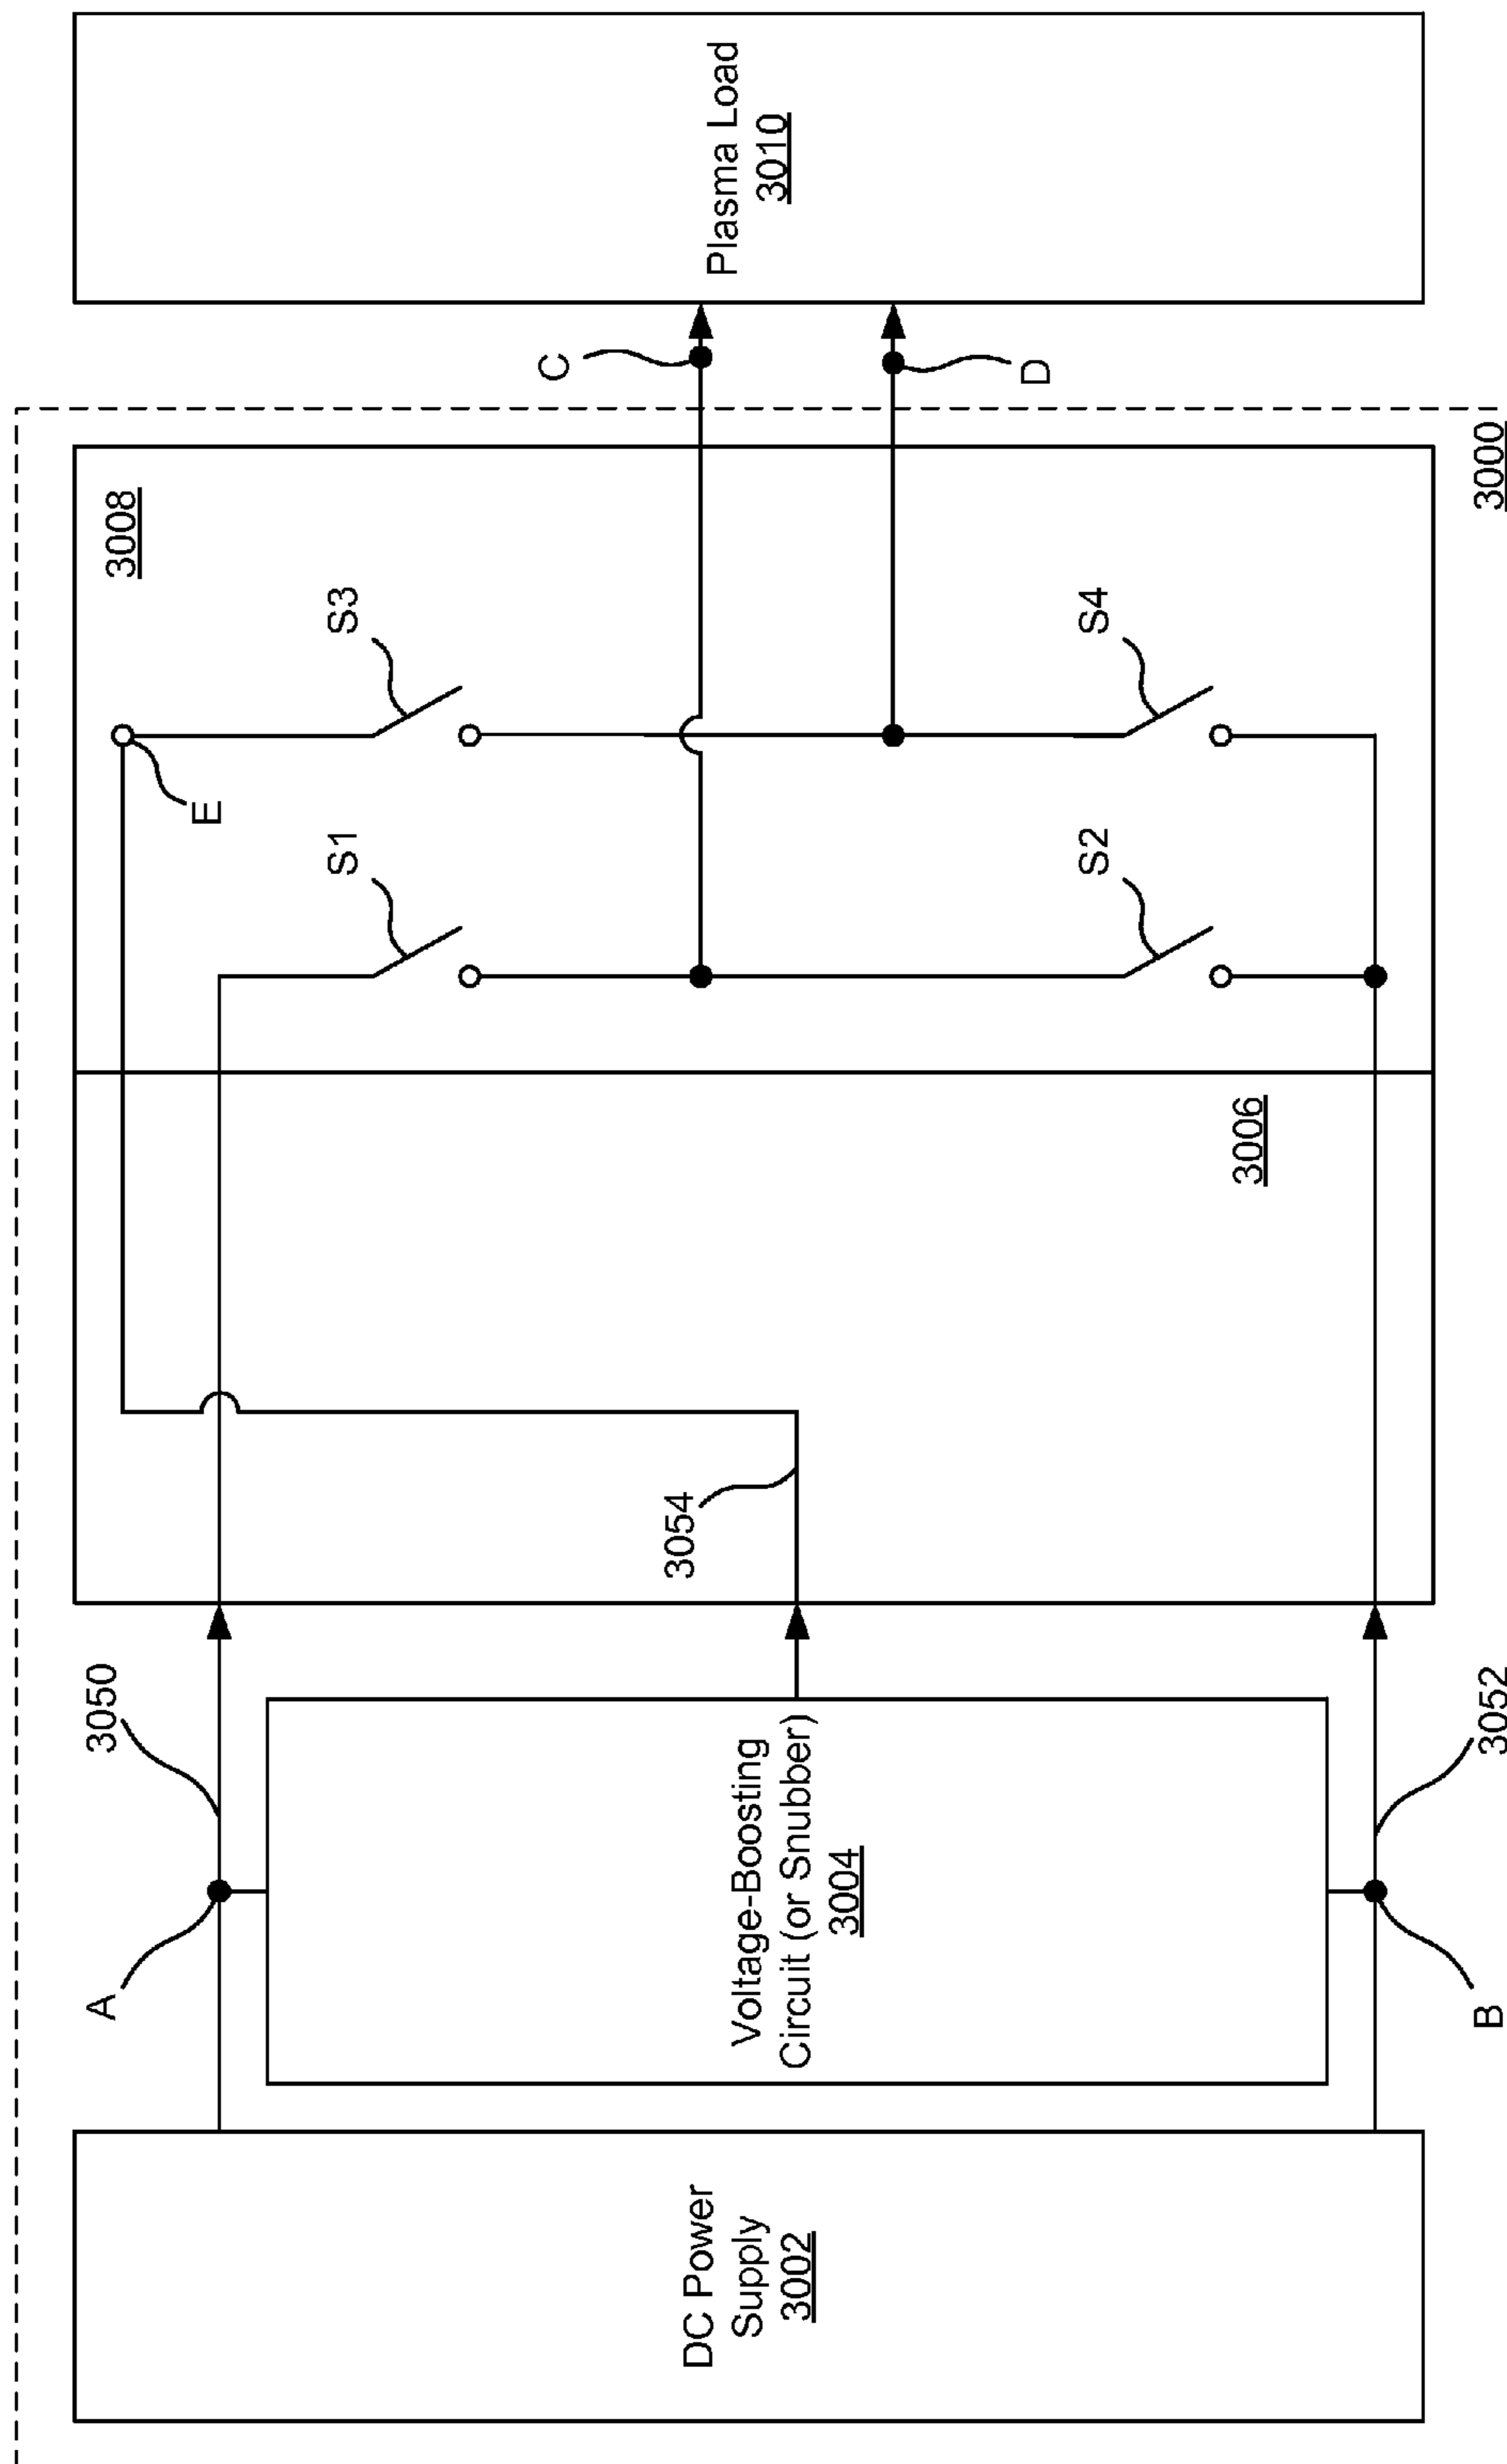 DC Power
Supply
3002
A
3050
Voltage-Boosting
Circuit (or Snubber)
3004
B
3052
3054
3006
3008
E
S1
S3
S2
S4
C
D
Plasma Load
3010
3000